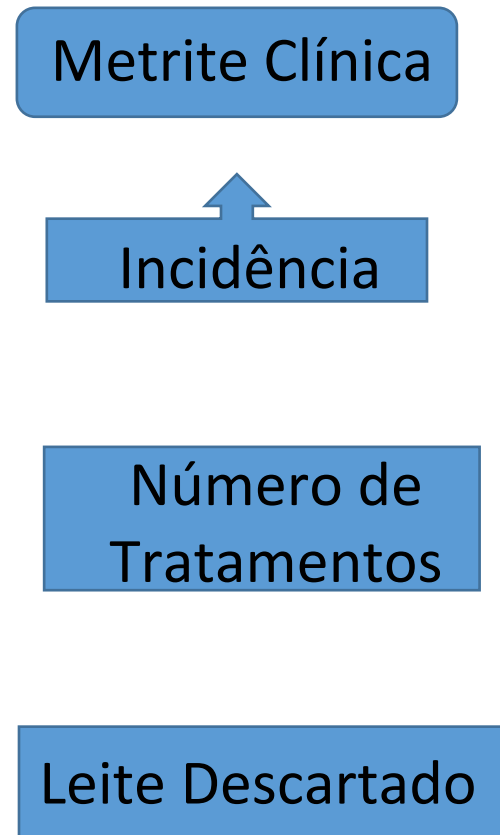 Metrite Clínica
Incidência
Número de
Tratamentos
Leite Descartado